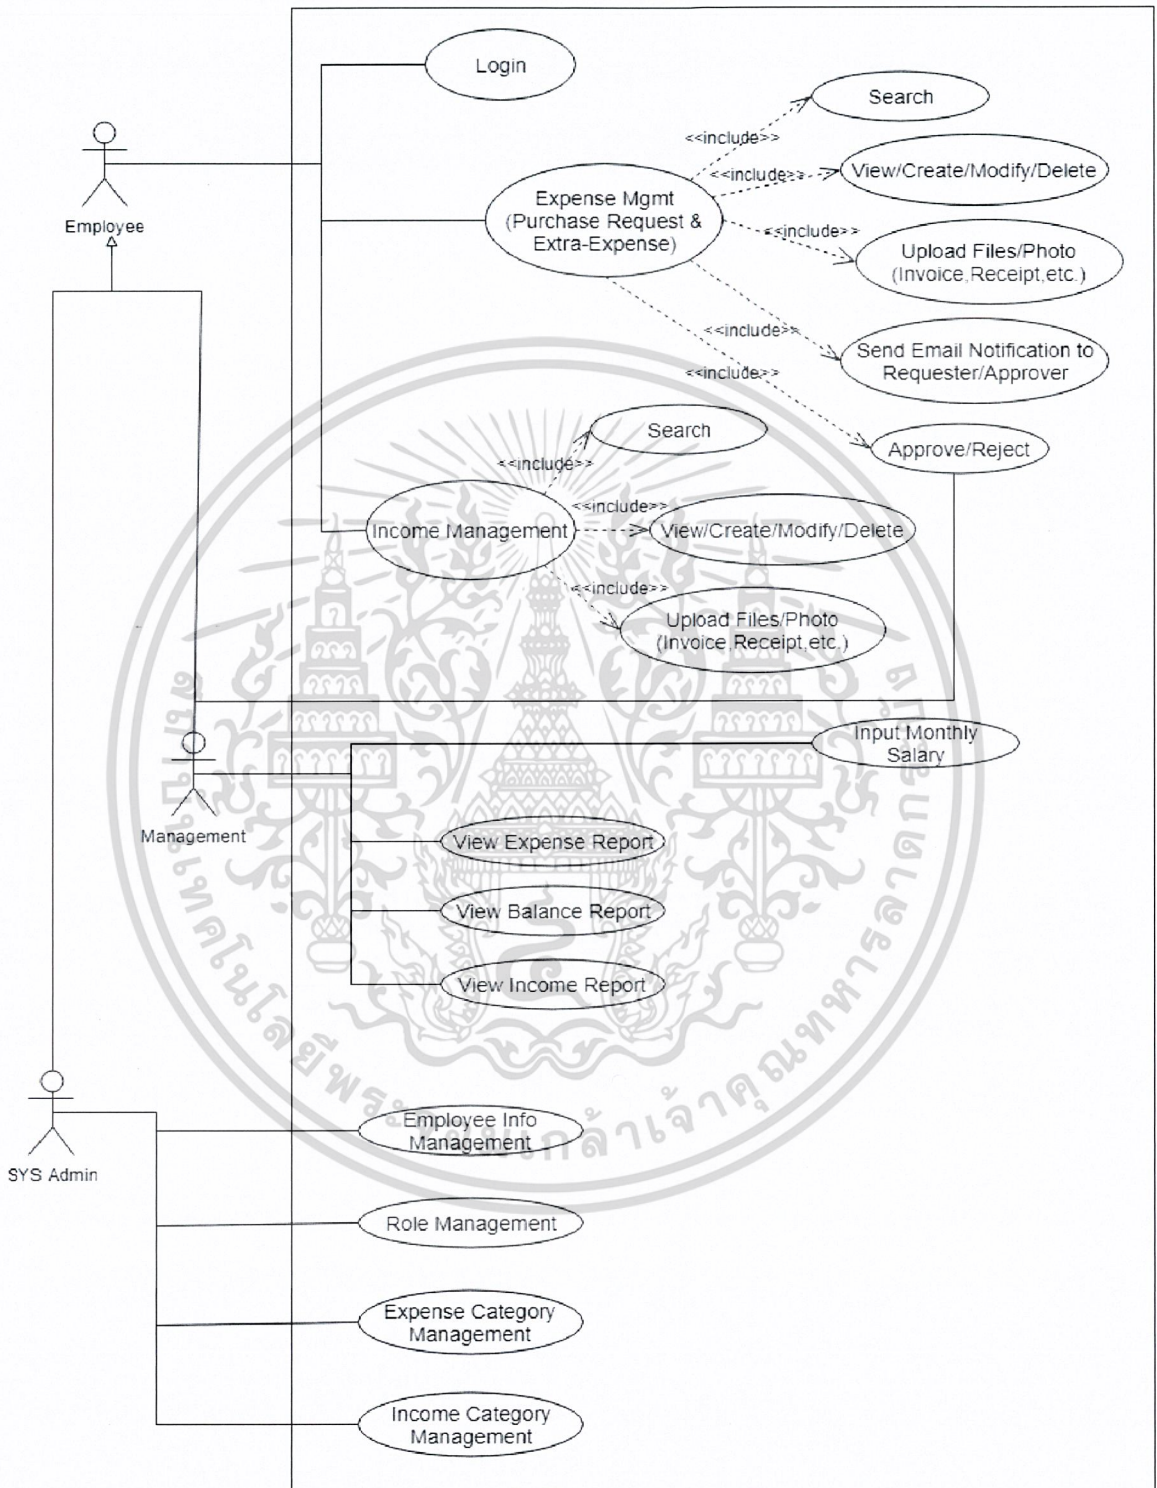 Login
Search
<<include>>
View/Create/Modify/Delete
<<include>>
Employee
Expense Mgmt
(Purchase Request &
Extra-Expense)
<<include>>
Upload Files/Photo
(Invoice,Receipt,etc.)
<<include>>
Send Email Notification to
Requester/Approver
<<include>>
Search
Approve/Reject
<<include>>
Income Management
<<include>>
View/Create/Modify/Delete
<<include>>
Upload Files/Photo
(Invoice,Receipt,etc.)
Input Monthly
Salary
Management
View Expense Report
View Balance Report
View Income Report
SYS Admin
Employee Info
Management
Role Management
Expense Category
Management
Income Category
Management